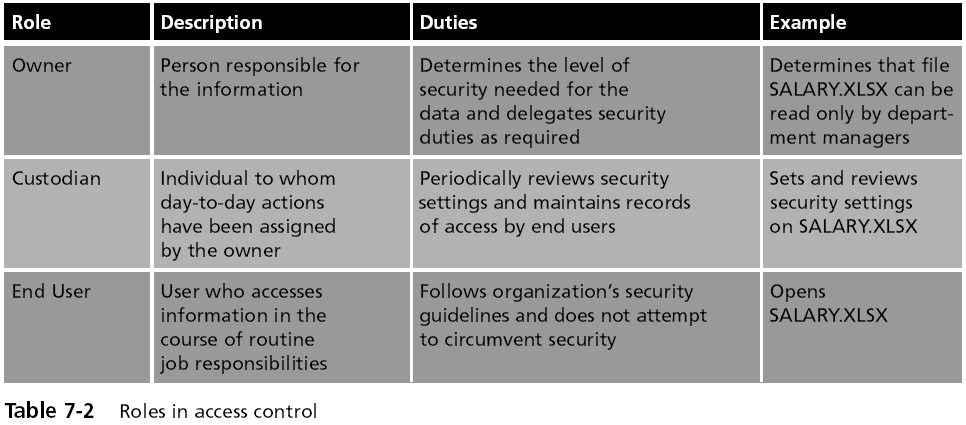 Role Description Duties Example
Owner
Person responsible for
the information
Determines the level of
security needed for the
data and delegates security
duties as required
Determines that file
SALARY.XLSX can be
read only by depart-
ment managers
Custodian
Individual to whom
day-to-day actions
have been assigned
by the owner
Periodically reviews security
settings and maintains records
of access by end users
Sets and reviews
security settings
on SALARY.XLSX
End User
User who accesses
information in the
course of routine
job responsibilities
Follows organization’s security
guidelines and does not attempt
to circumvent security
Opens
SALARY.XLSX
Table 7-2 Roles in access control